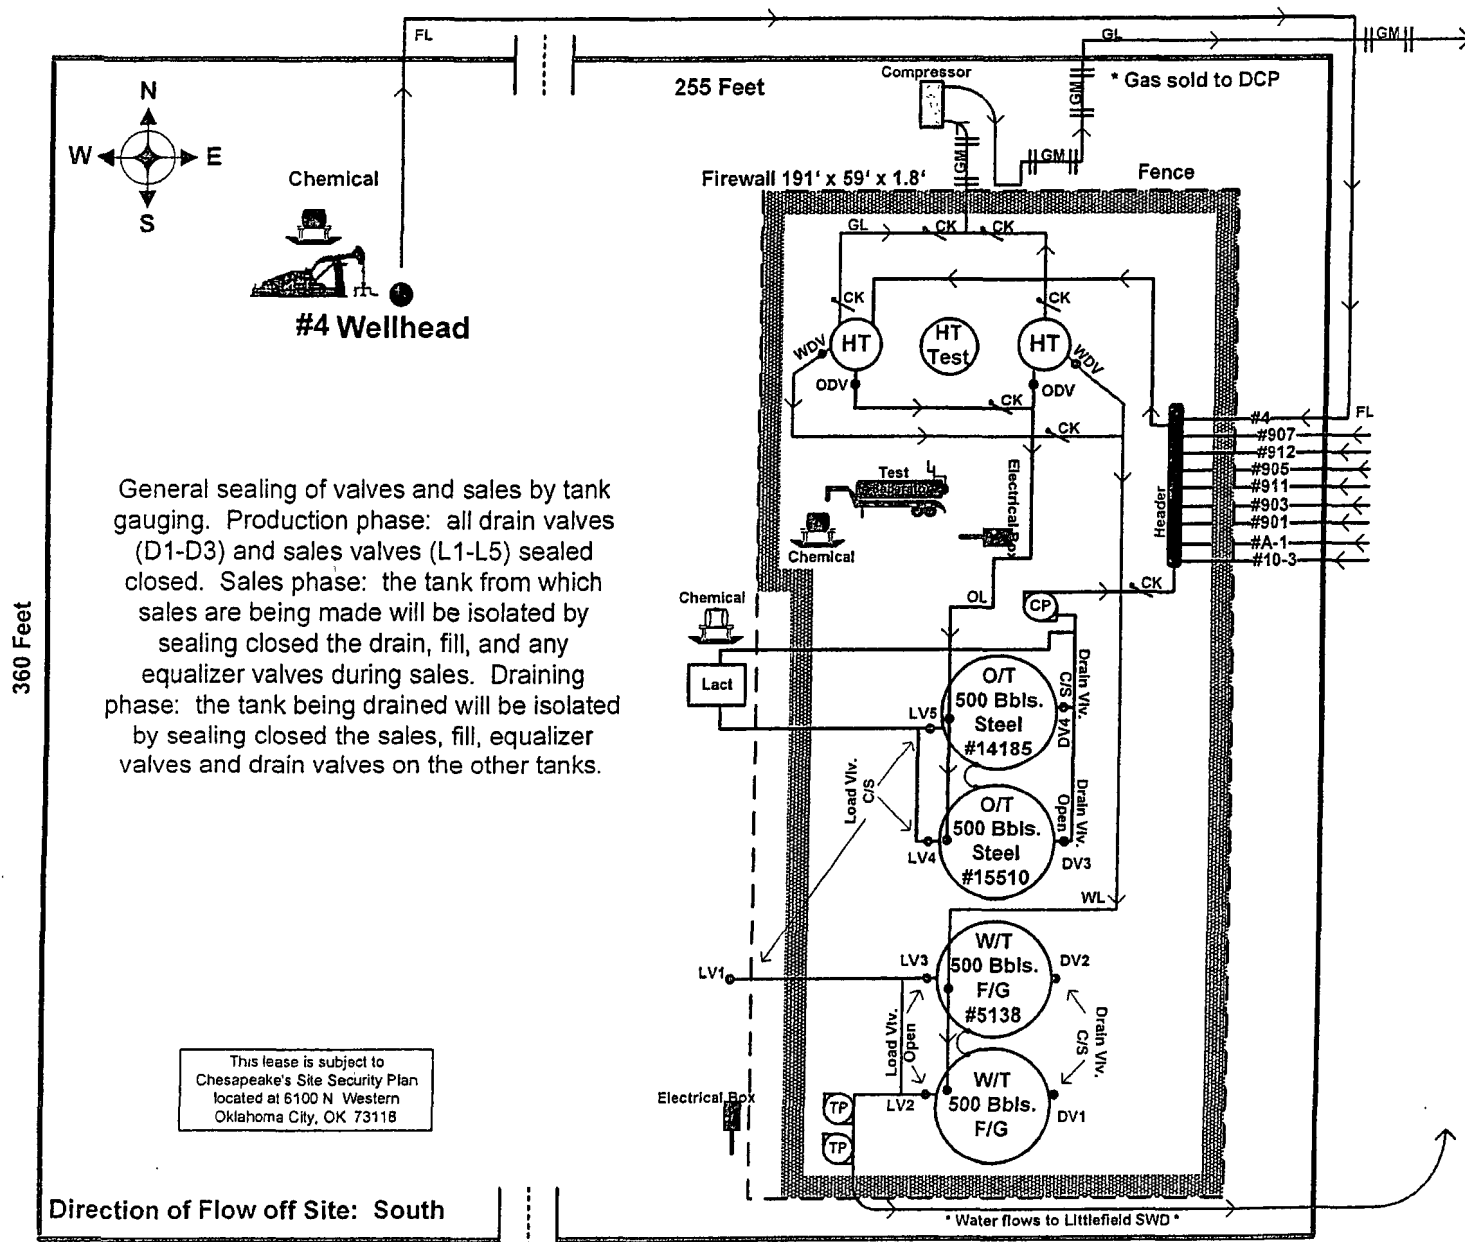 FL
GL
GM
255 Feet
Compressor
* Gas sold to DCP
GM
N
W E
S
GM
GM
Chemical
Firewall 191' x 59' x 1.8'
Fence
GL
CK
CK
CK
CK
#4 Wellhead
HT
HT
Test
HT
WDV
WDV
ODV
ODV
CK
CK
#4
FL
#907
#912
#905
#911
#903
#901
#A-1
#10-3
Header
Test
Electrical Box
Chemical
General sealing of valves and sales by tank
gauging. Production phase: all drain valves
(D1-D3) and sales valves (L1-L5) sealed
closed. Sales phase: the tank from which
sales are being made will be isolated by
sealing closed the drain, fill, and any
equalizer valves during sales. Draining
phase: the tank being drained will be isolated
by sealing closed the sales, fill, equalizer
valves and drain valves on the other tanks.
360 Feet
CK
OL
CP
Chemical
Lact
O/T
500 Bbls.
Steel
#14185
LV5
Drain Vlv.
C/S
DV4
Load Vlv.
C/S
O/T
500 Bbls.
Steel
#15510
LV4
Drain Vlv.
Open
DV3
WL
LV1
LV3
W/T
500 Bbls.
F/G
#5138
DV2
Load Vlv.
Open
Drain Vlv.
C/S
W/T
500 Bbls.
F/G
LV2
DV1
TP
TP
Electrical Box
This lease is subject to
Chesapeake's Site Security Plan
located at 6100 N Western
Oklahoma City, OK 73118
Direction of Flow off Site: South
* Water flows to Littlefield SWD *